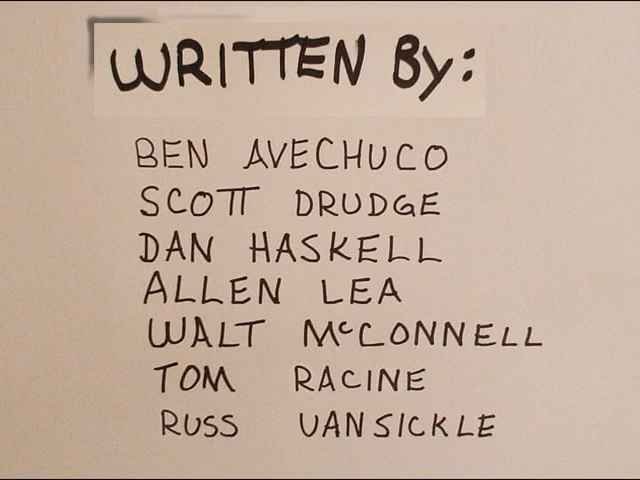 WRITTEN By:
BEN AVECHUCO
SCOTT DRUDGE
DAN HASKELL
ALLEN LEA
WALT McCONNELL
TOM RACINE
RUSS VANSICKLE